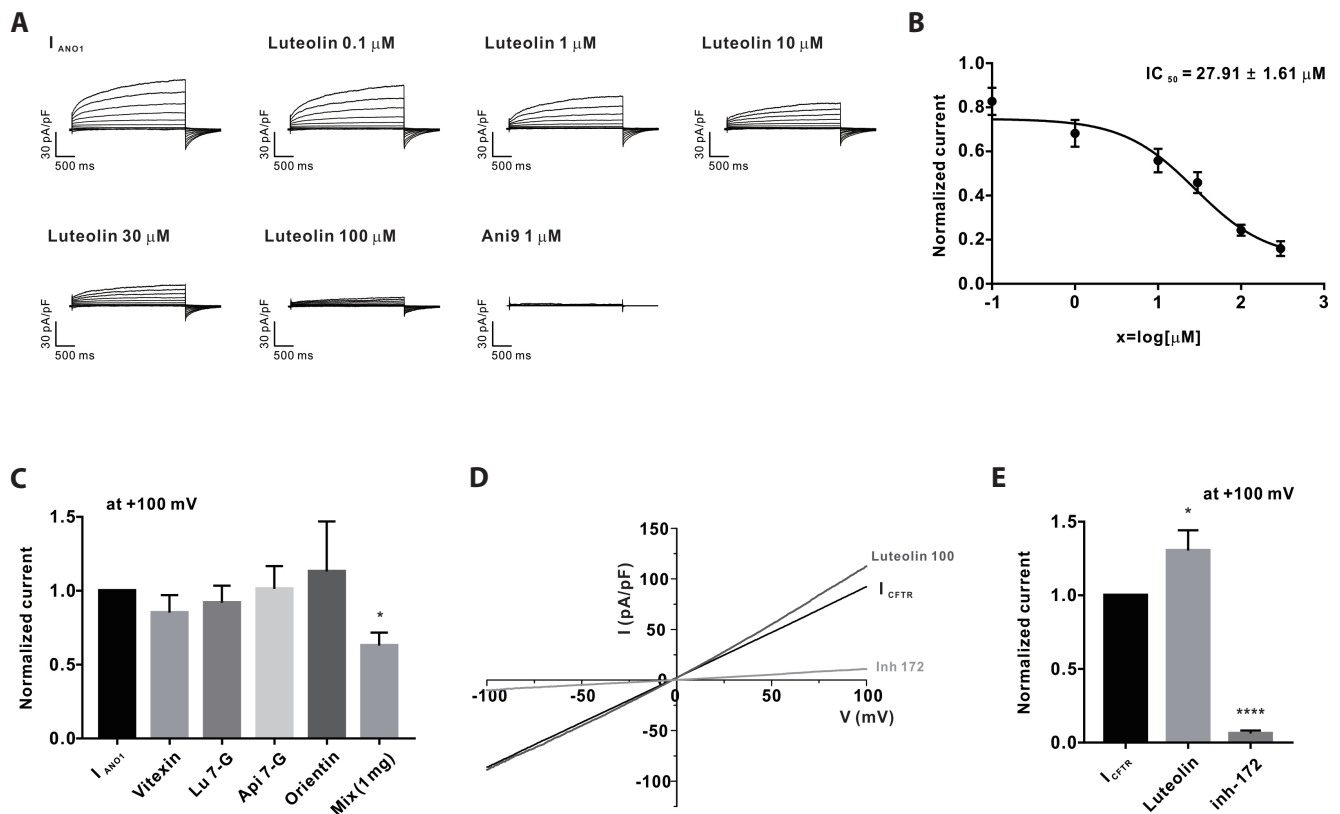 A
I ANO1
Luteolin 0.1 μM
Luteolin 1 μM
Luteolin 10 μM
30 pA/pF
500 ms
30 pA/pF
500 ms
30 pA/pF
500 ms
30 pA/pF
500 ms
Luteolin 30 μM
Luteolin 100 μM
Ani9 1 μM
30 pA/pF
500 ms
30 pA/pF
500 ms
30 pA/pF
500 ms
B
IC 50 = 27.91 ± 1.61 μM
Normalized current
1.0
0.8
0.6
0.4
0.2
0.0
-1 0 1 2 3
x=log[μM]
C
at +100 mV
Normalized current
1.5
1.0
0.5
0.0
*
I ANO1
Vitexin
Lu 7-G
Api 7-G
Orientin
Mix (1 mg)
D
I (pA/pF)
150
100
50
0
-50
-100
-100 -50 0 50 100
V (mV)
Luteolin 100
I CFTR
Inh 172
E
at +100 mV
Normalized current
1.5
1.0
0.5
0.0
*
****
I CFTR
Luteolin
inh-172